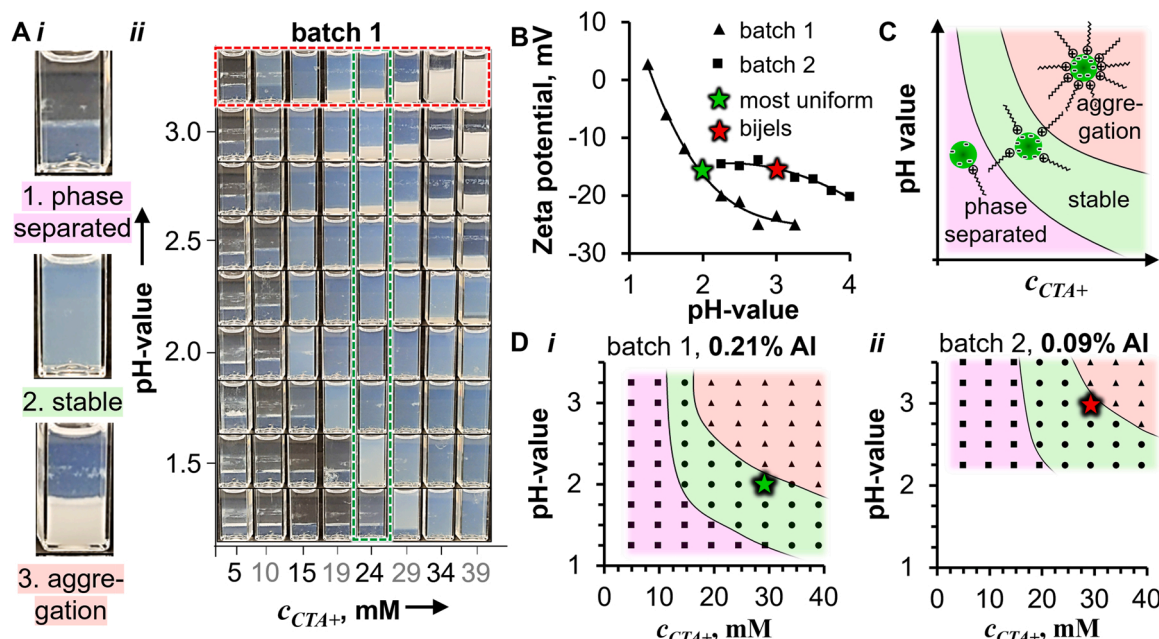 A i
ii
batch 1
1. phase
separated
2. stable
3. aggre-
gation
pH-value
3.0
2.5
2.0
1.5
5 10 15 19 24 29 34 39
c_CTA+, mM
B
Zeta potential, mV
10
0
-10
-20
-30
1 2 3 4
pH-value
batch 1
batch 2
most uniform
bijels
C
pH value
aggre-
gation
stable
phase
separated
c_CTA+
D i
batch 1, 0.21% Al
pH-value
3
2
1
0 10 20 30 40
c_CTA+, mM
ii
batch 2, 0.09% Al
pH-value
3
2
1
0 10 20 30 40
c_CTA+, mM